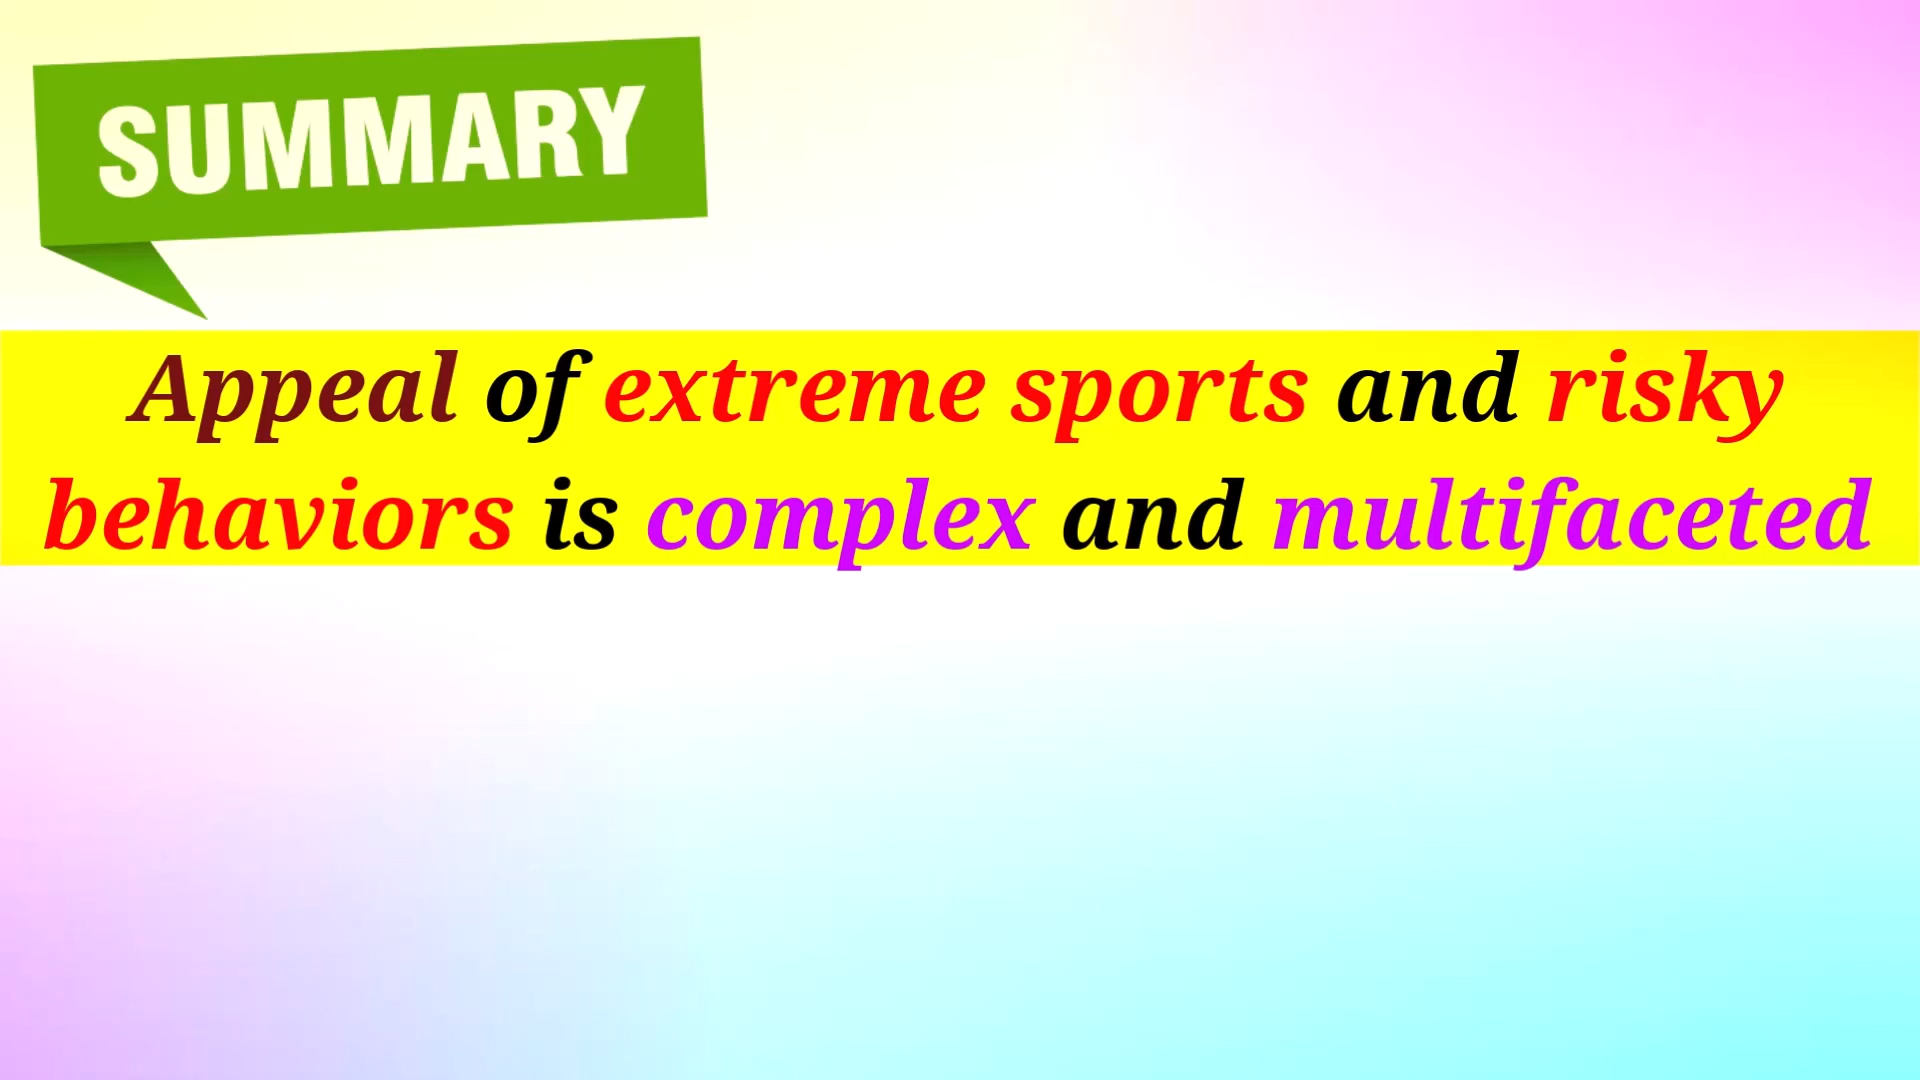 SUMMARY
Appeal of extreme sports and risky
behaviors is complex and multifaceted